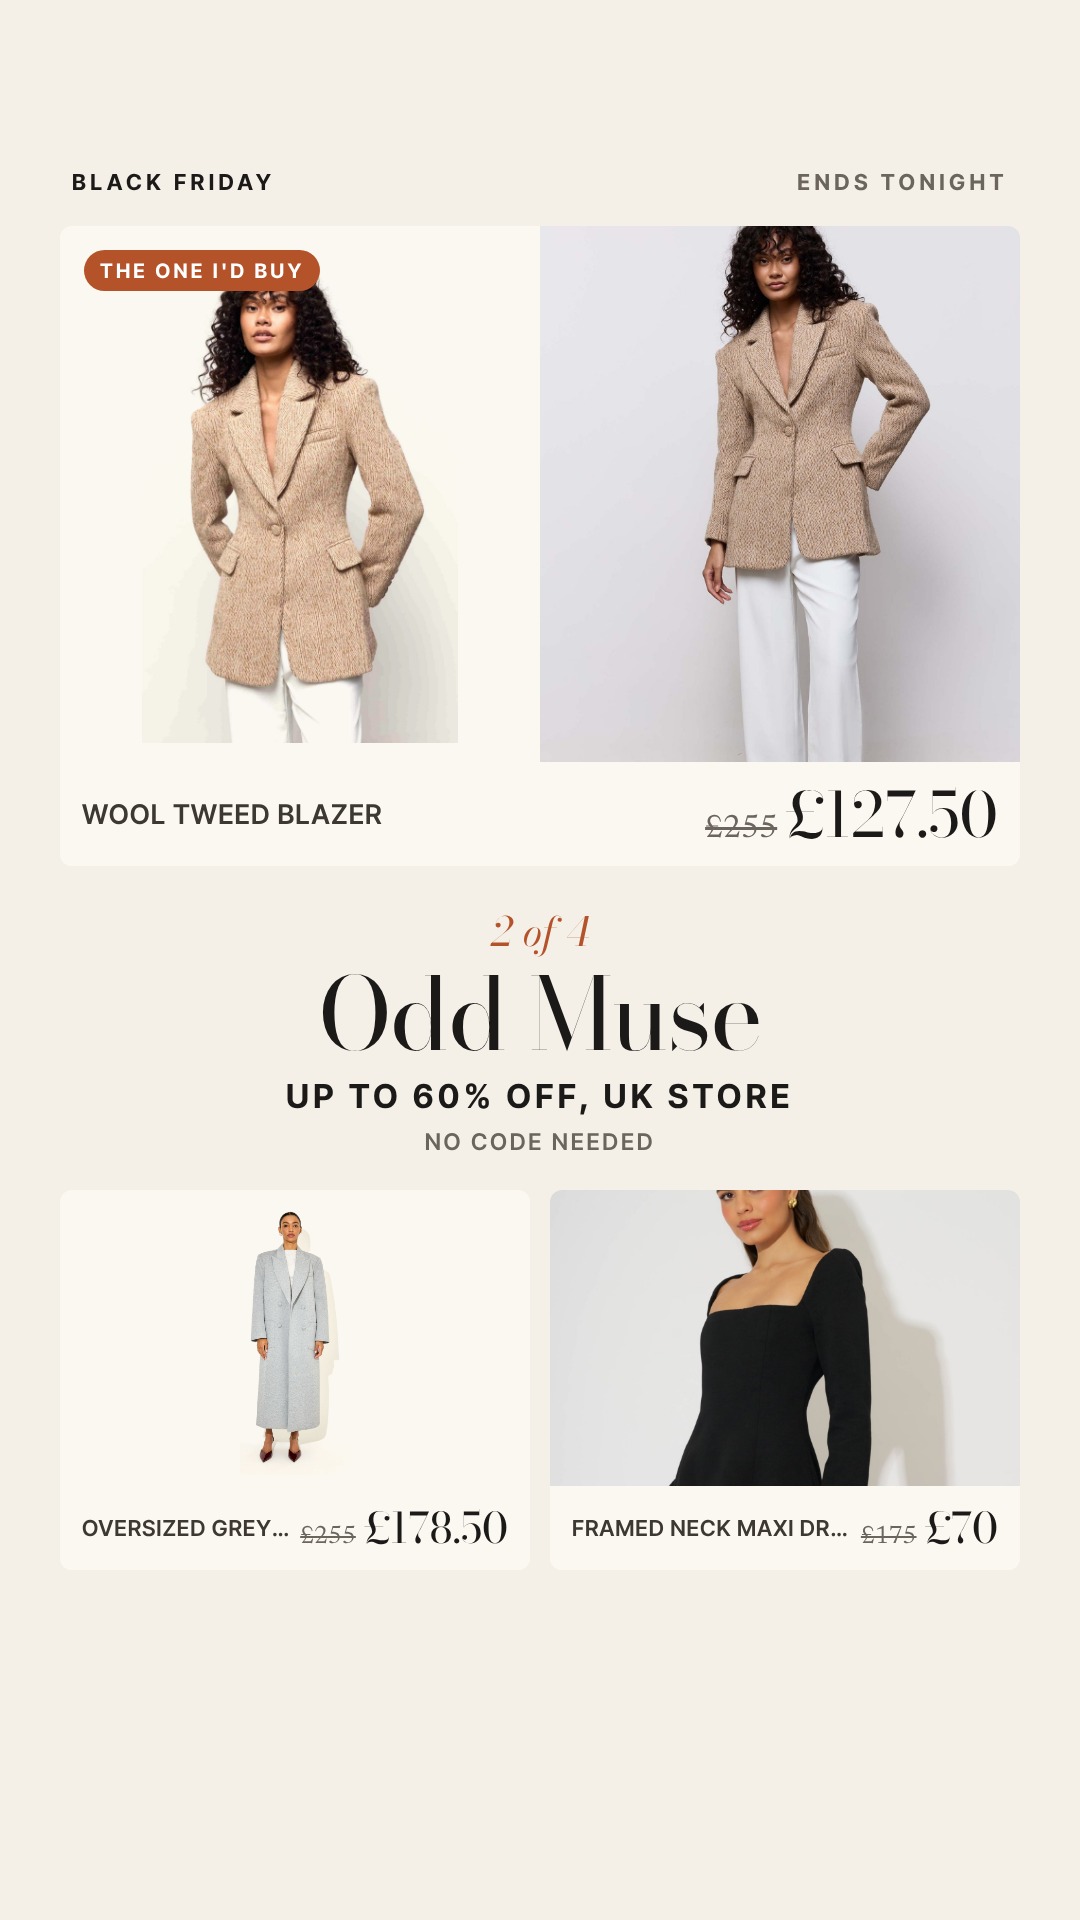 BLACK FRIDAY
ENDS TONIGHT
THE ONE I'D BUY
WOOL TWEED BLAZER
£255 £127.50
2 of 4
Odd Muse
UP TO 60% OFF, UK STORE
NO CODE NEEDED
OVERSIZED GREY... £255 £178.50
FRAMED NECK MAXI DR... £175 £70